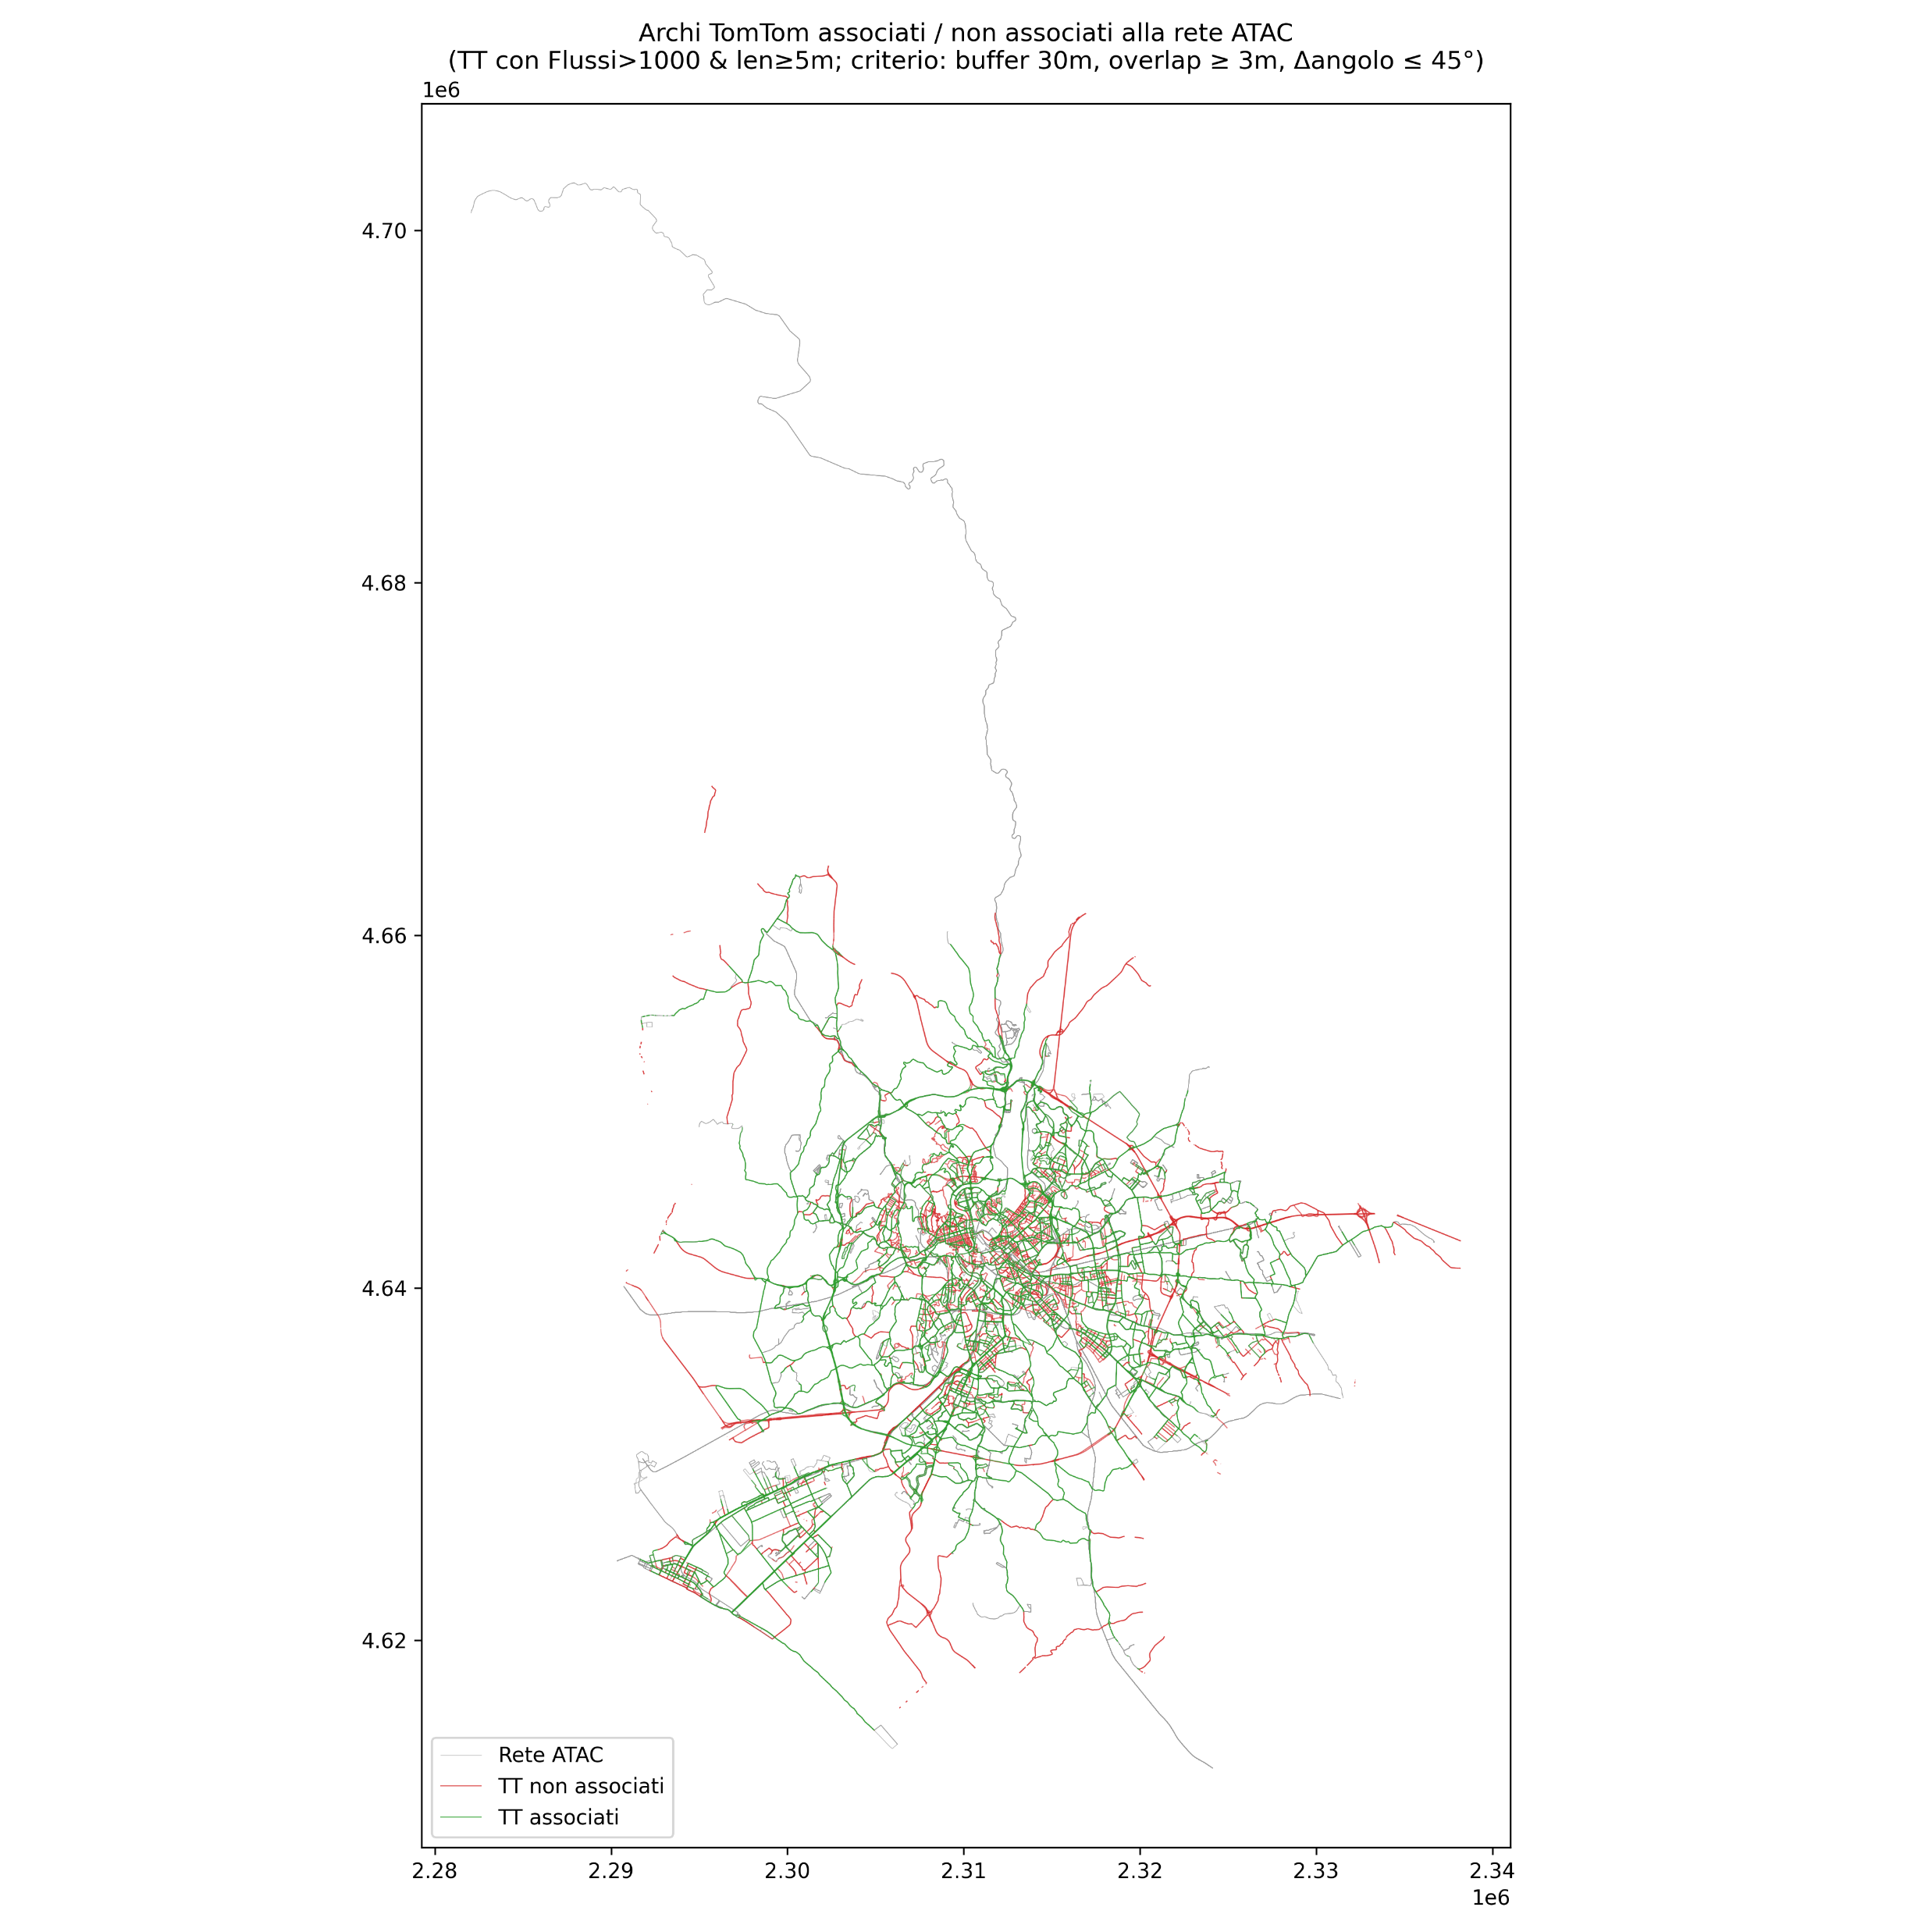 Archi TomTom associati / non associati alla rete ATAC
(TT con Flussi>1000 & len≥5m; criterio: buffer 30m, overlap ≥ 3m, Δangolo ≤ 45°)
1e6
4.70
4.68
4.66
4.64
4.62
Rete ATAC
TT non associati
TT associati
2.28 2.29 2.30 2.31 2.32 2.33 2.34
1e6